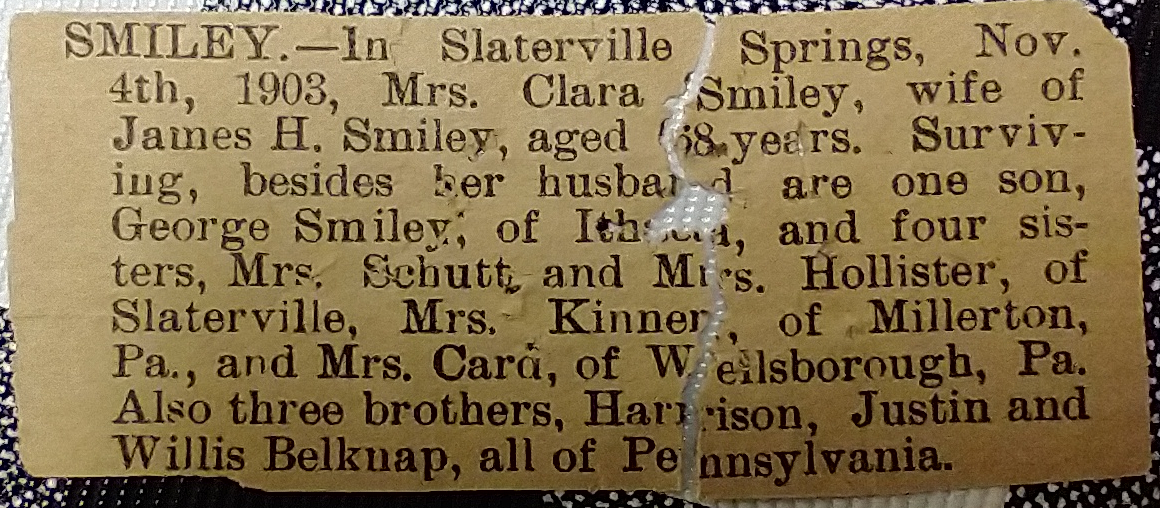 SMILEY.—In Slaterville Springs, Nov.
4th, 1903, Mrs. Clara Smiley, wife of
James H. Smiley, aged 68 years. Surviv-
ing, besides her husband are one son,
George Smiley, of Ithaca, and four sis-
ters, Mrs. Schutt and Mrs. Hollister, of
Slaterville, Mrs. Kinner, of Millerton,
Pa., and Mrs. Card, of Wellsborough, Pa.
Also three brothers, Harrison, Justin and
Willis Belknap, all of Pennsylvania.